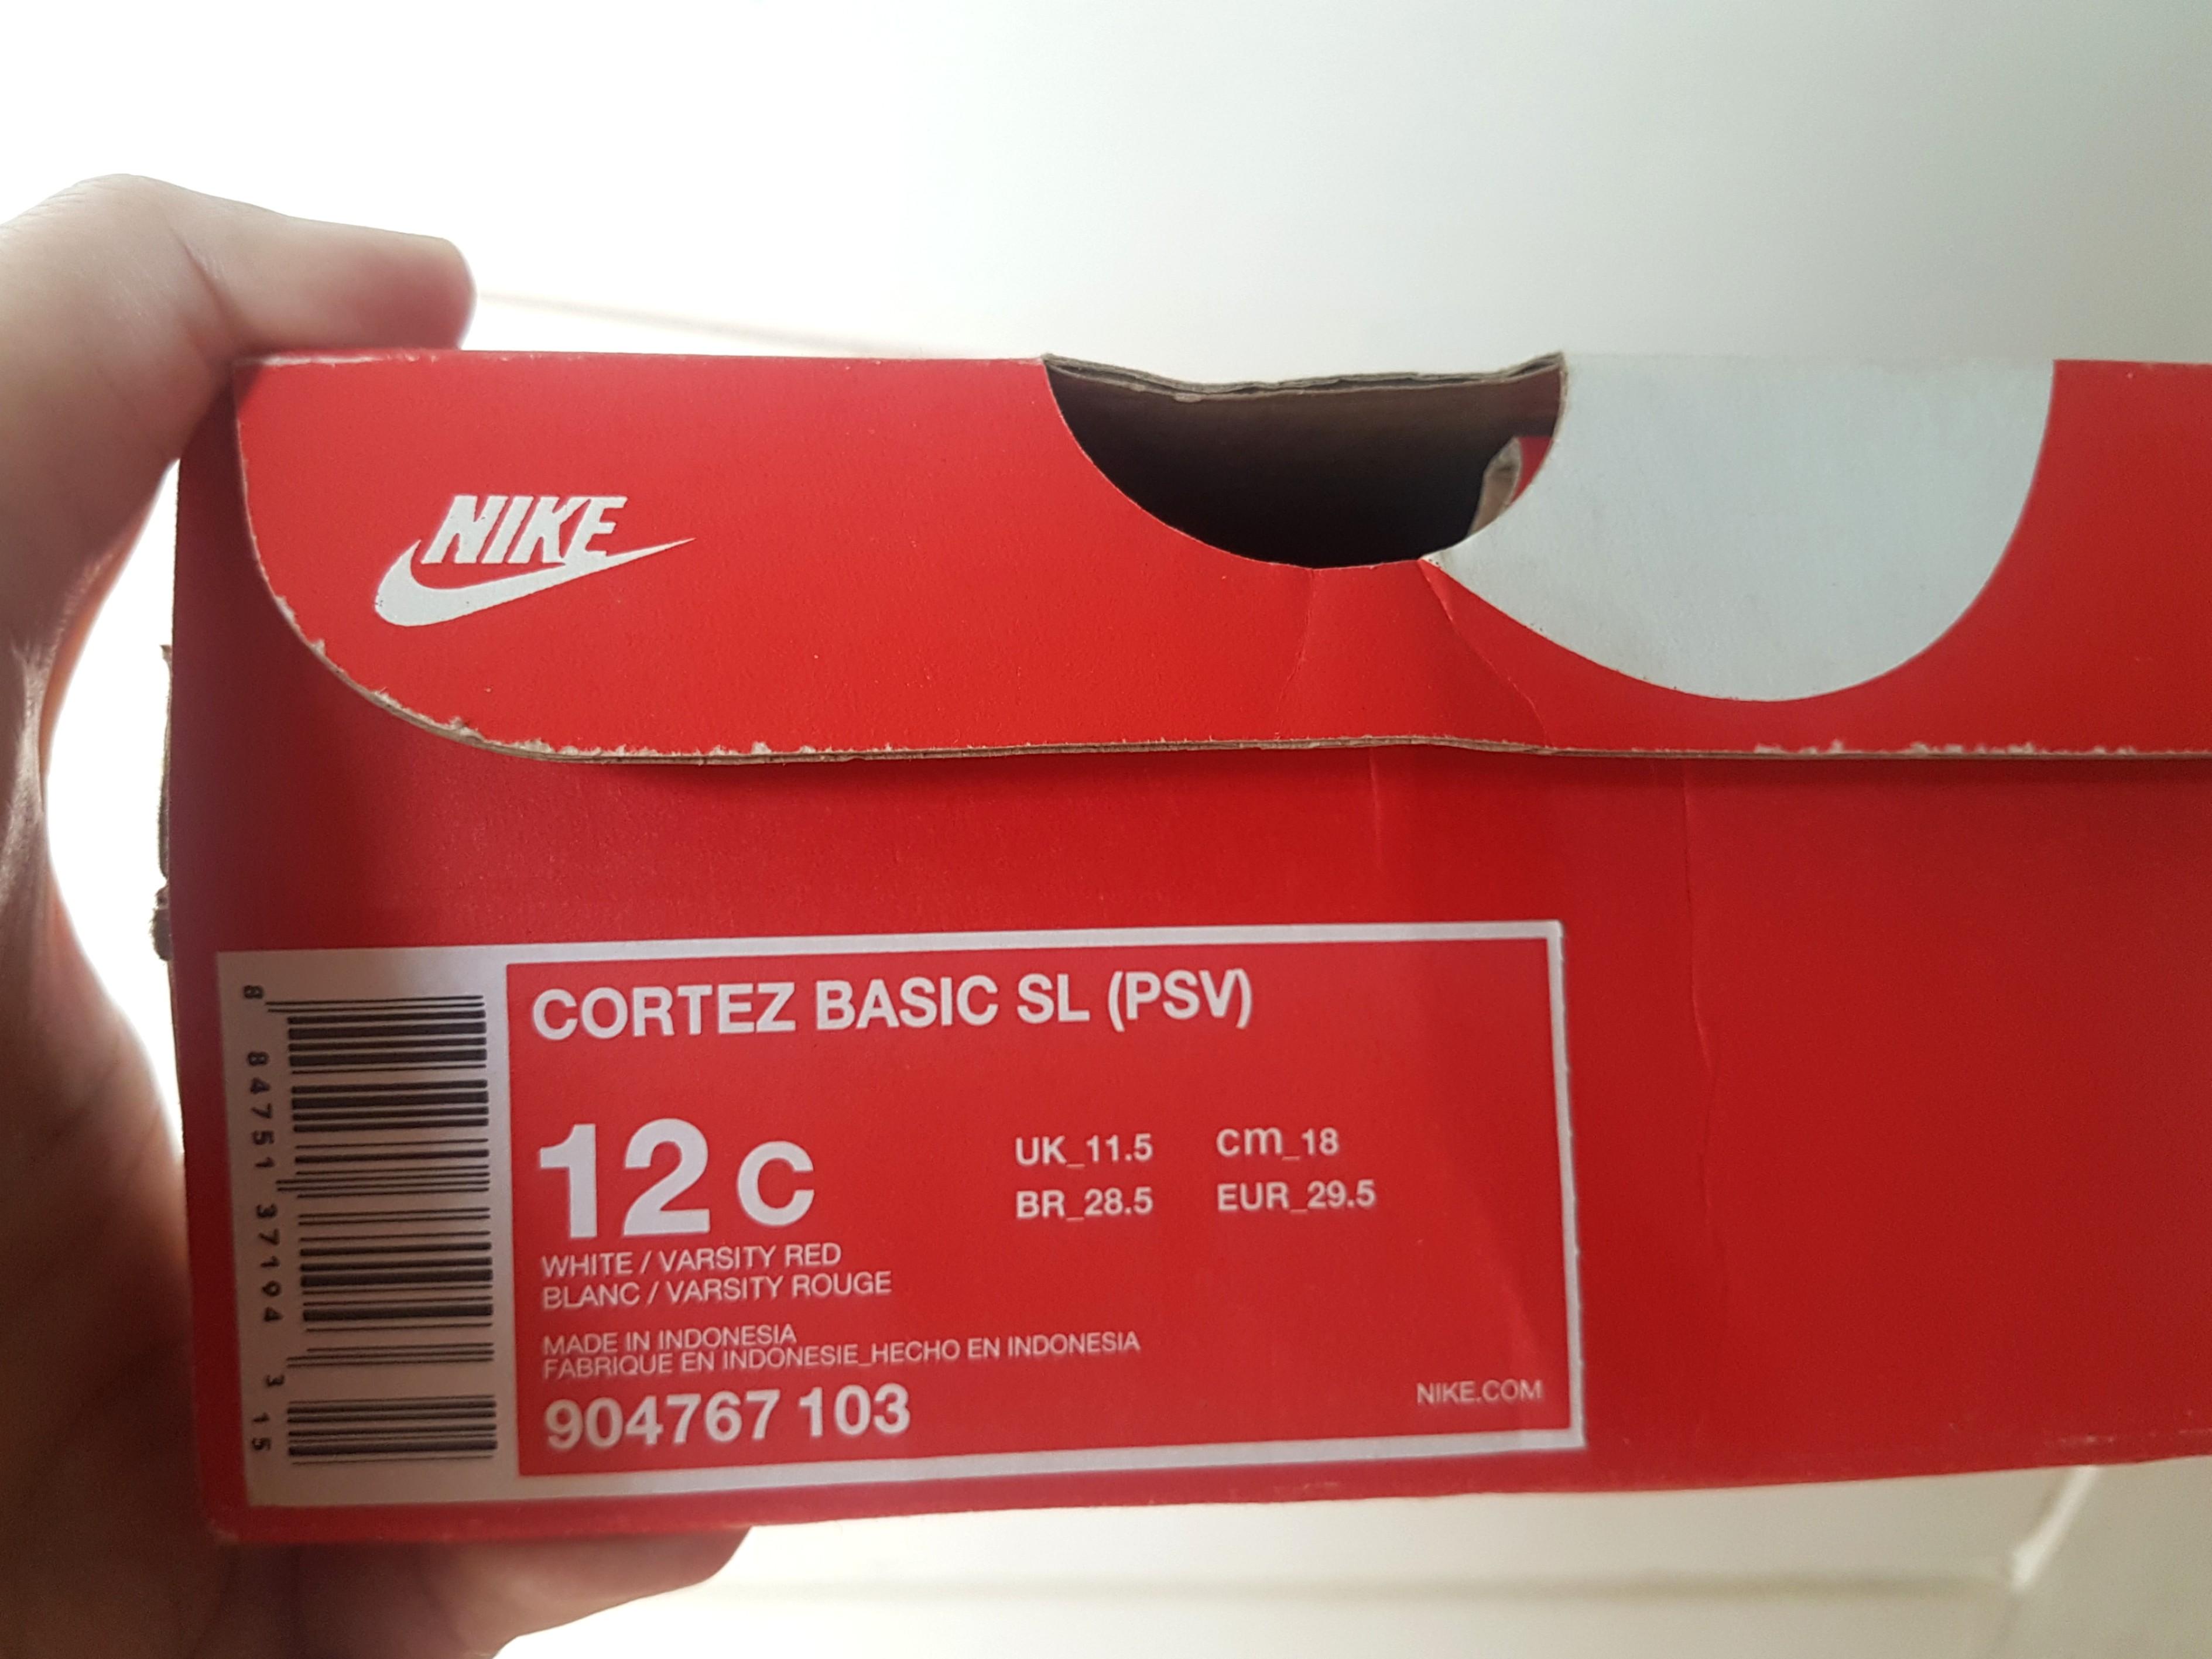 NIKE
CORTEZ BASIC SL (PSV)
12 C
UK_11.5 cm_18
BR_28.5 EUR_29.5
WHITE / VARSITY RED
BLANC / VARSITY ROUGE
MADE IN INDONESIA
FABRIQUE EN INDONESIE_HECHO EN INDONESIA
904767 103
NIKE.COM
8 84751 37194 3 15